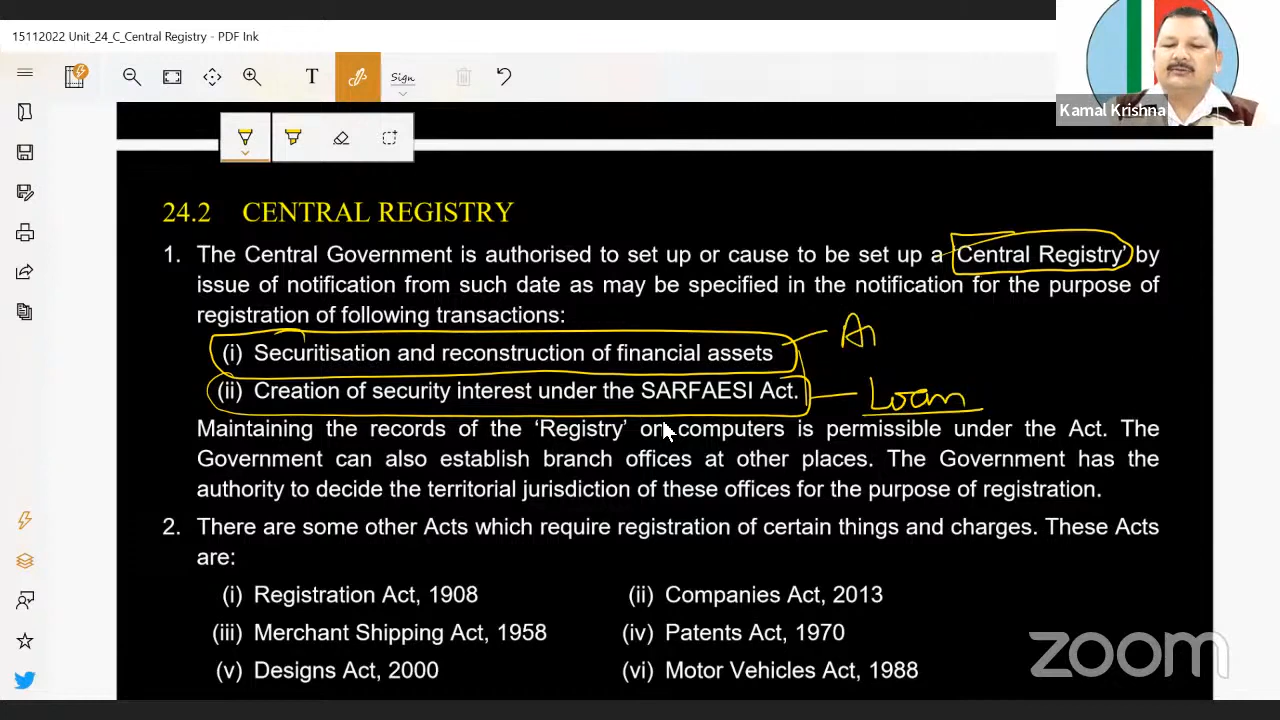 15112022 Unit_24_C_Central Registry - PDF Ink
T
Sign
Kamal Krishna
24.2 CENTRAL REGISTRY
1. The Central Government is authorised to set up or cause to be set up a 'Central Registry' by
issue of notification from such date as may be specified in the notification for the purpose of
registration of following transactions:
(i) Securitisation and reconstruction of financial assets
(ii) Creation of security interest under the SARFAESI Act.
Loan
Maintaining the records of the ‘Registry’ on computers is permissible under the Act. The
Government can also establish branch offices at other places. The Government has the
authority to decide the territorial jurisdiction of these offices for the purpose of registration.
2. There are some other Acts which require registration of certain things and charges. These Acts
are:
(i) Registration Act, 1908 (ii) Companies Act, 2013
(iii) Merchant Shipping Act, 1958 (iv) Patents Act, 1970
(v) Designs Act, 2000 (vi) Motor Vehicles Act, 1988
zoom